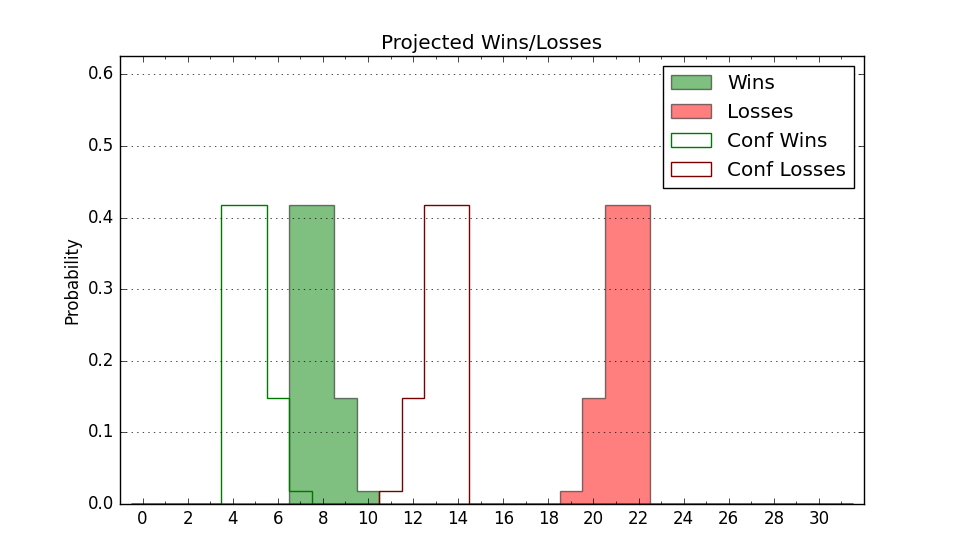 Projected Wins/Losses
Probability
0.6
0.5
0.4
0.3
0.2
0.1
0.0
Wins
Losses
Conf Wins
Conf Losses
0 2 4 6 8 10 12 14 16 18 20 22 24 26 28 30